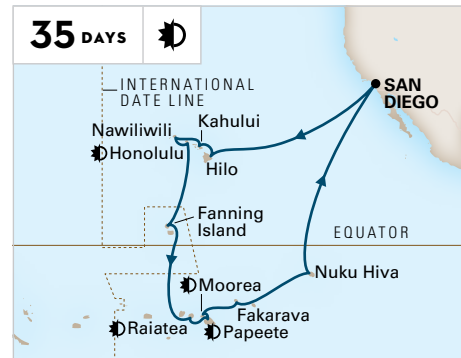 35 DAYS
INTERNATIONAL
DATE LINE
SAN
DIEGO
Kahului
Nawiliwili
Honolulu
Hilo
Fanning
Island
EQUATOR
Nuku Hiva
Moorea
Fakarava
Raiatea
Papeete